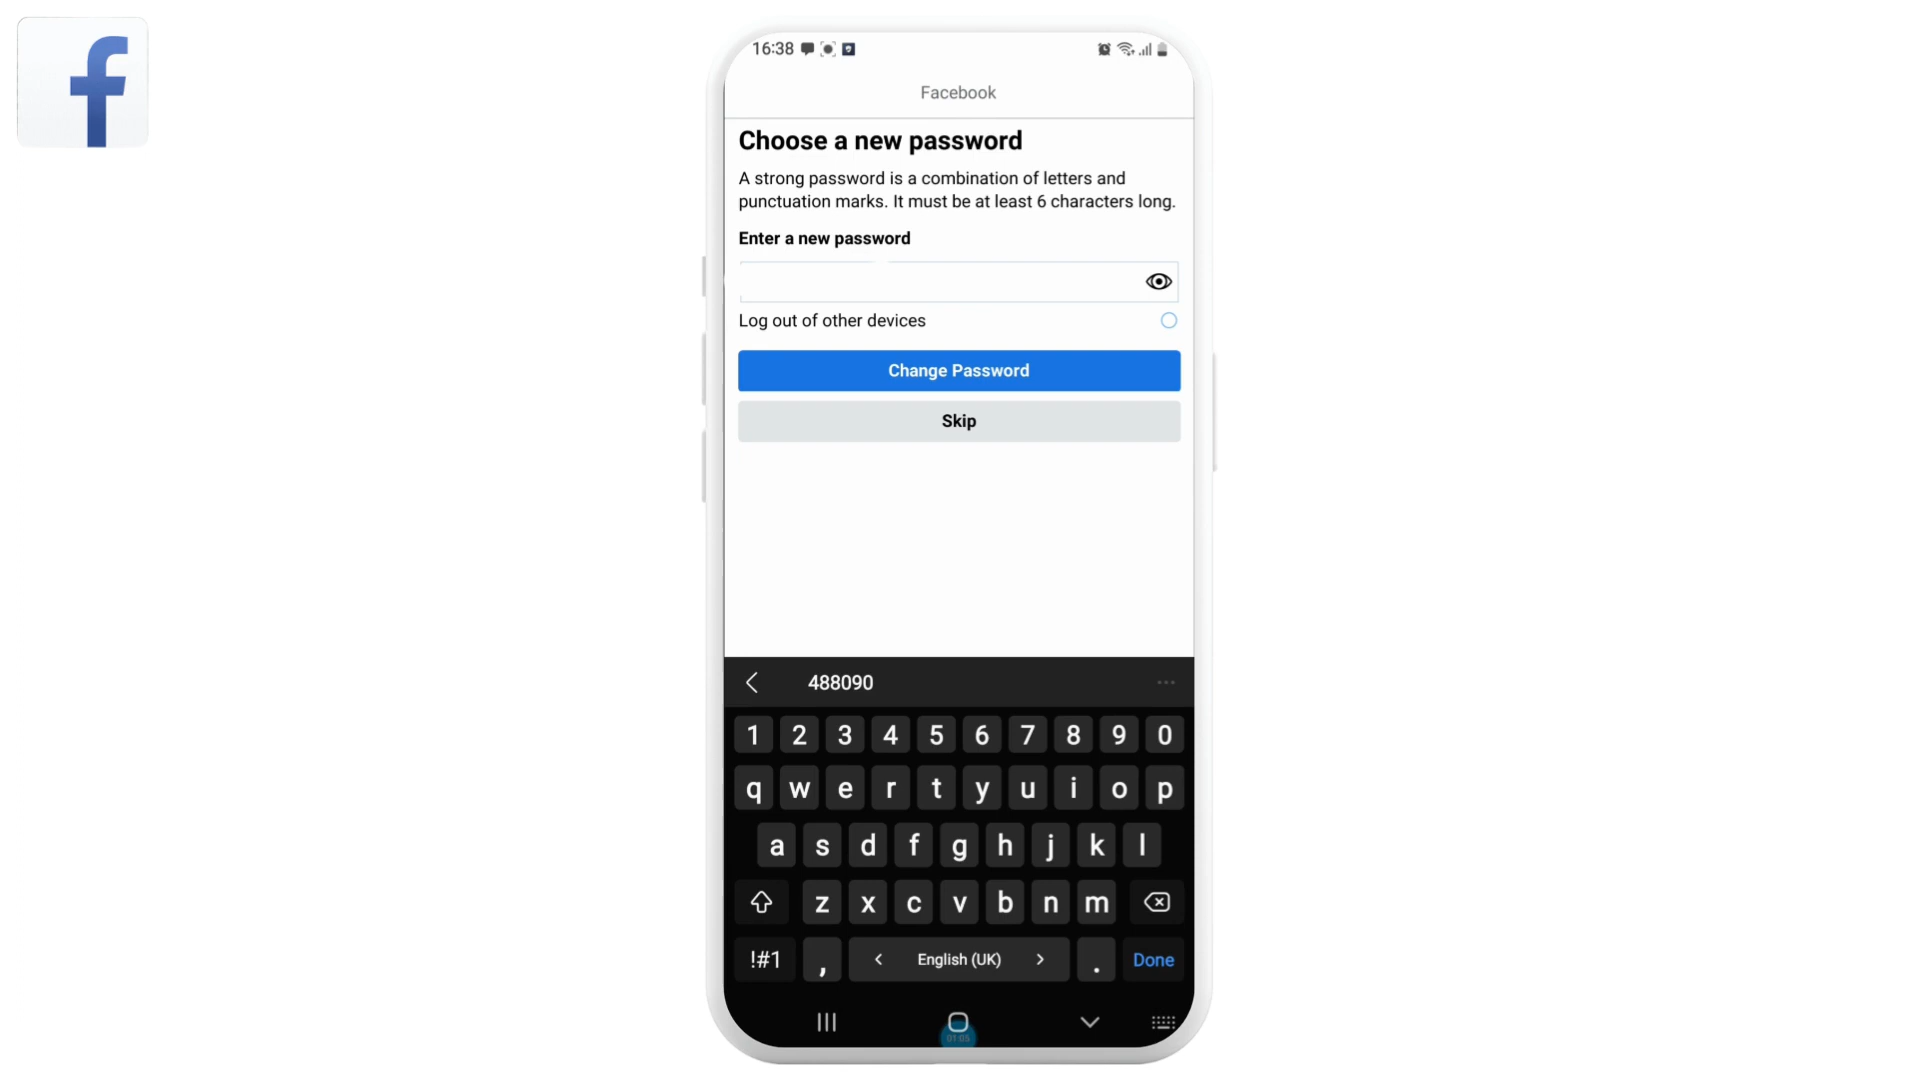 f
16:38
Facebook
Choose a new password
A strong password is a combination of letters and
punctuation marks. It must be at least 6 characters long.
Enter a new password
Log out of other devices
Change Password
Skip
488090
1 2 3 4 5 6 7 8 9 0
q w e r t y u i o p
a s d f g h j k l
z x c v b n m
!#1 , < English (UK) > . Done
01:05